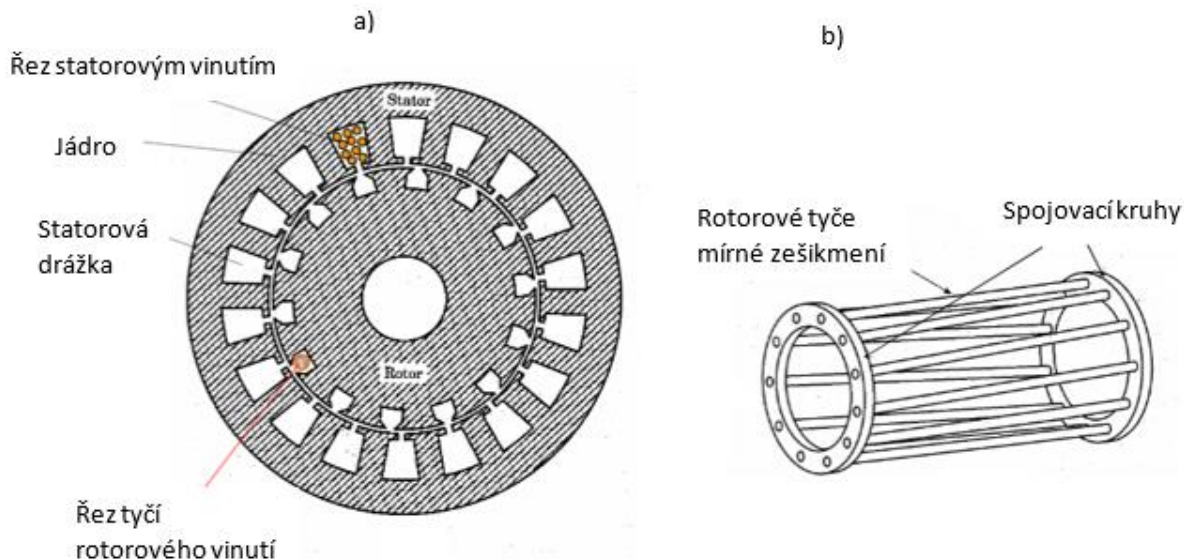 a)
b)
Řez statorovým vinutím
Stator
Jádro
Statorová
drážka
Rotorové tyče
mírné zešikmení
Spojovací kruhy
Rotor
Řez tyčí
rotorového vinutí